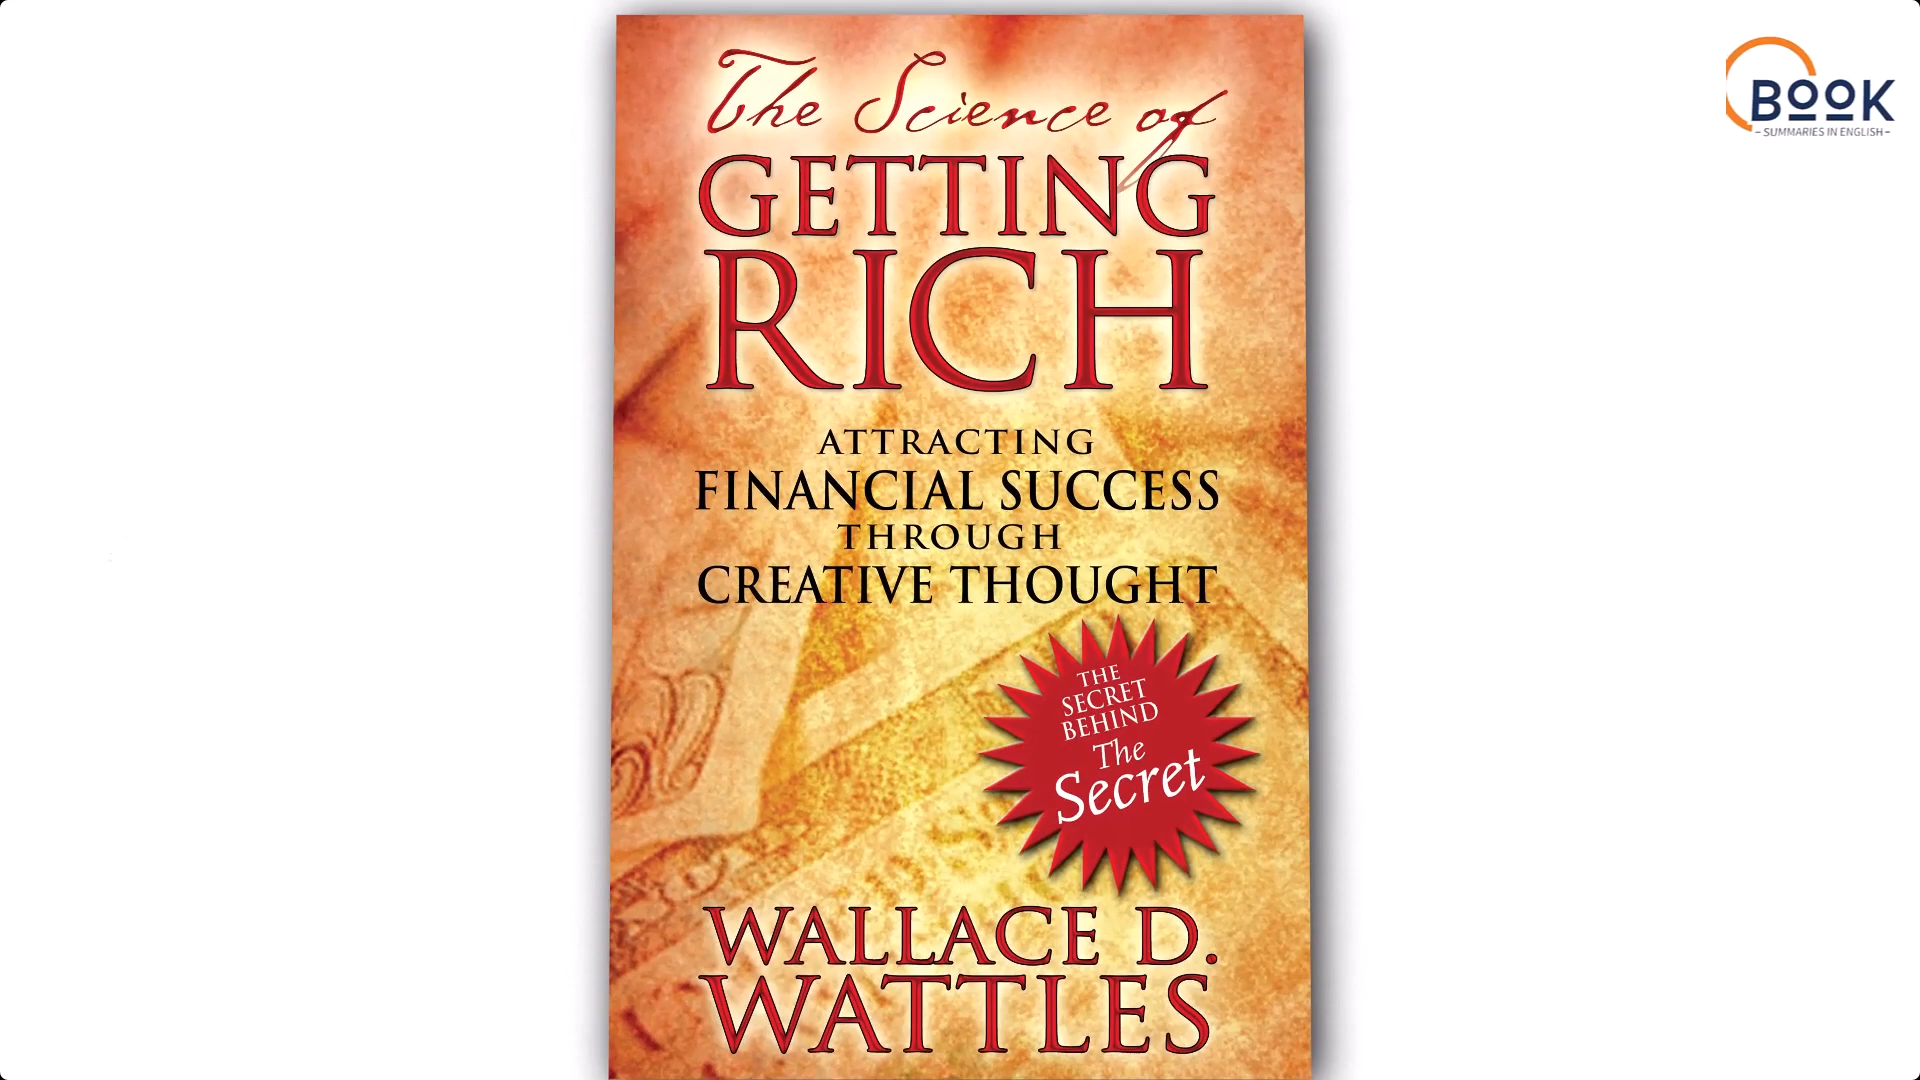 The Science of
GETTING
RICH
ATTRACTING
FINANCIAL SUCCESS
THROUGH
CREATIVE THOUGHT
THE
SECRET
BEHIND
The
Secret
WALLACE D.
WATTLES
BOOK
- SUMMARIES IN ENGLISH -